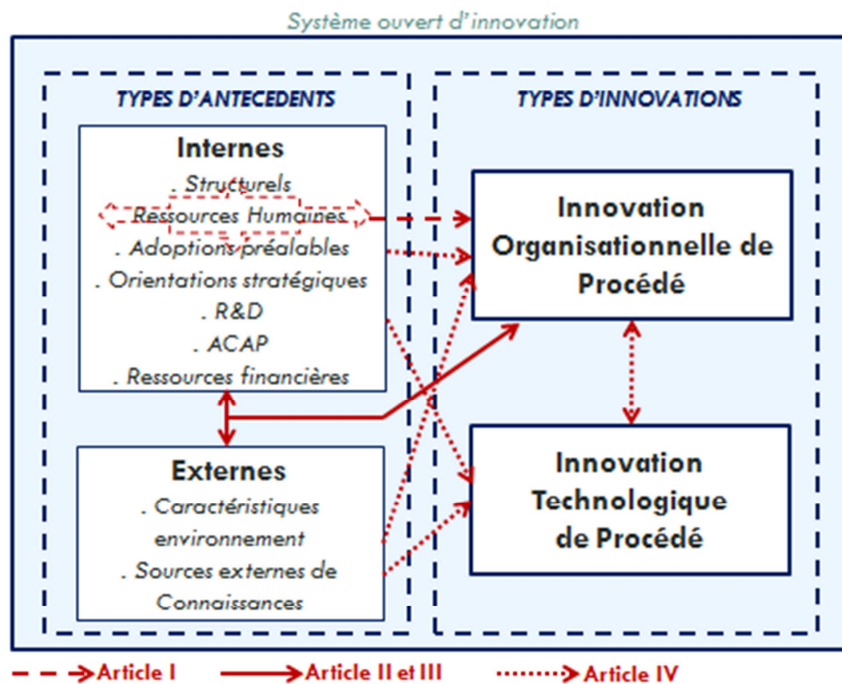 Système ouvert d'innovation
TYPES D'ANTECEDENTS
Internes
. Structurels
. Ressources Humaines
. Adoptions préalables
. Orientations stratégiques
. R&D
. ACAP
. Ressources financières
Externes
. Caractéristiques
environnement
. Sources externes de
Connaissances
TYPES D'INNOVATIONS
Innovation
Organisationnelle de
Procédé
Innovation
Technologique
de Procédé
Article I
Article II et III
Article IV